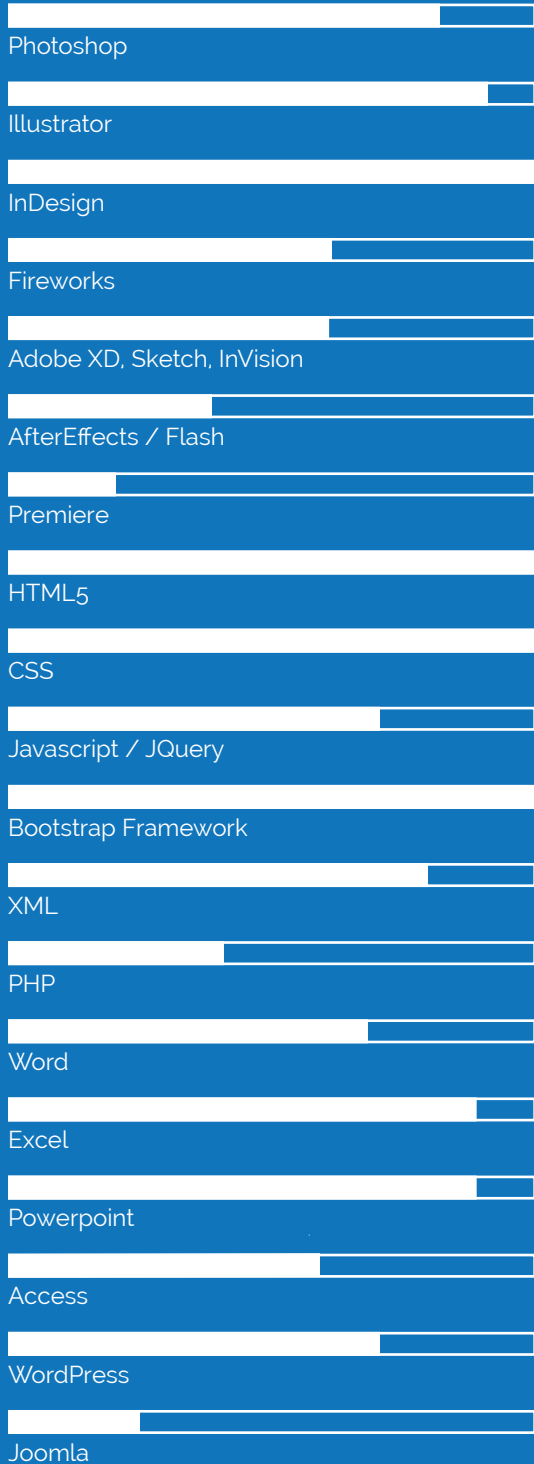 Photoshop
Illustrator
InDesign
Fireworks
Adobe XD, Sketch, InVision
AfterEffects / Flash
Premiere
HTML5
CSS
Javascript / JQuery
Bootstrap Framework
XML
PHP
Word
Excel
Powerpoint
Access
WordPress
Joomla